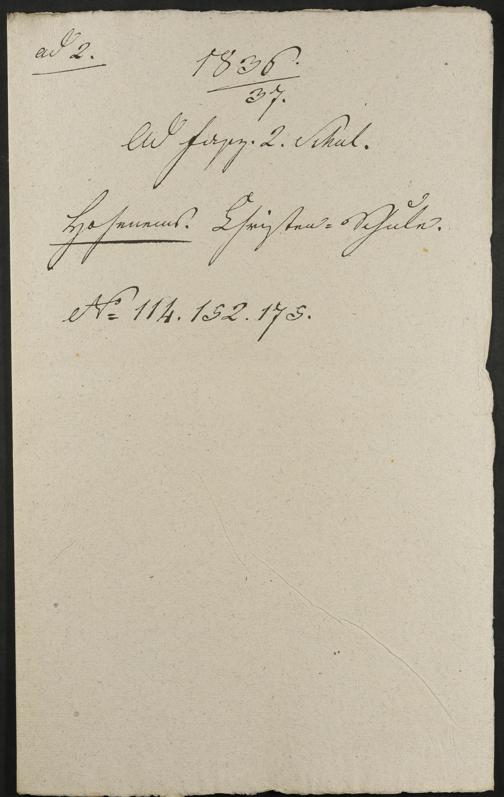 ad 2.
1836.
37.
Ad fasz. 2. Schul.
Hohenems. Christen=Schule.
No 114. 152. 175.